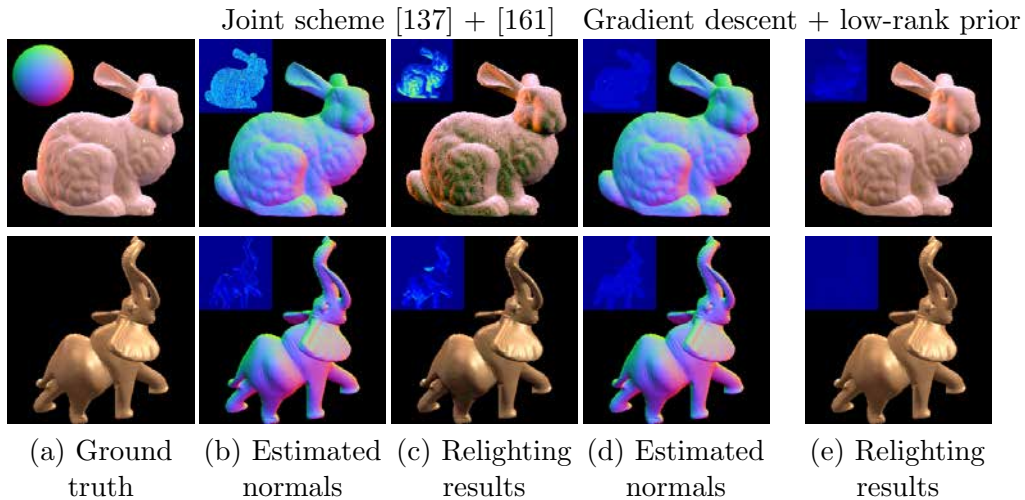 Joint scheme [137] + [161] Gradient descent + low-rank prior
(a) Ground truth
(b) Estimated normals
(c) Relighting results
(d) Estimated normals
(e) Relighting results